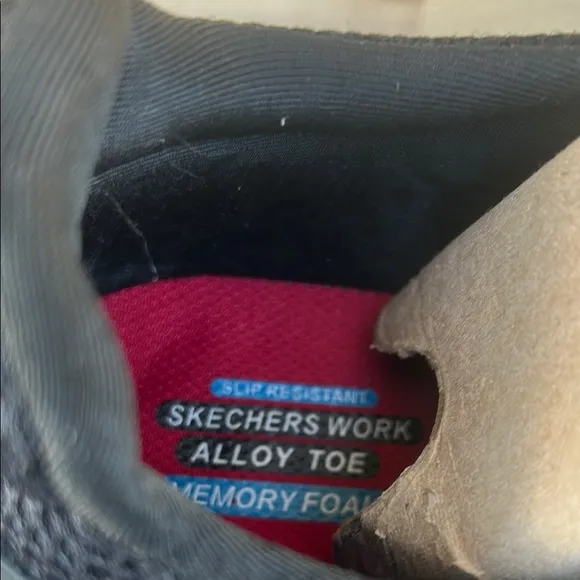 SLIP RESISTANT
SKECHERS WORK
ALLOY TOE
MEMORY FOA